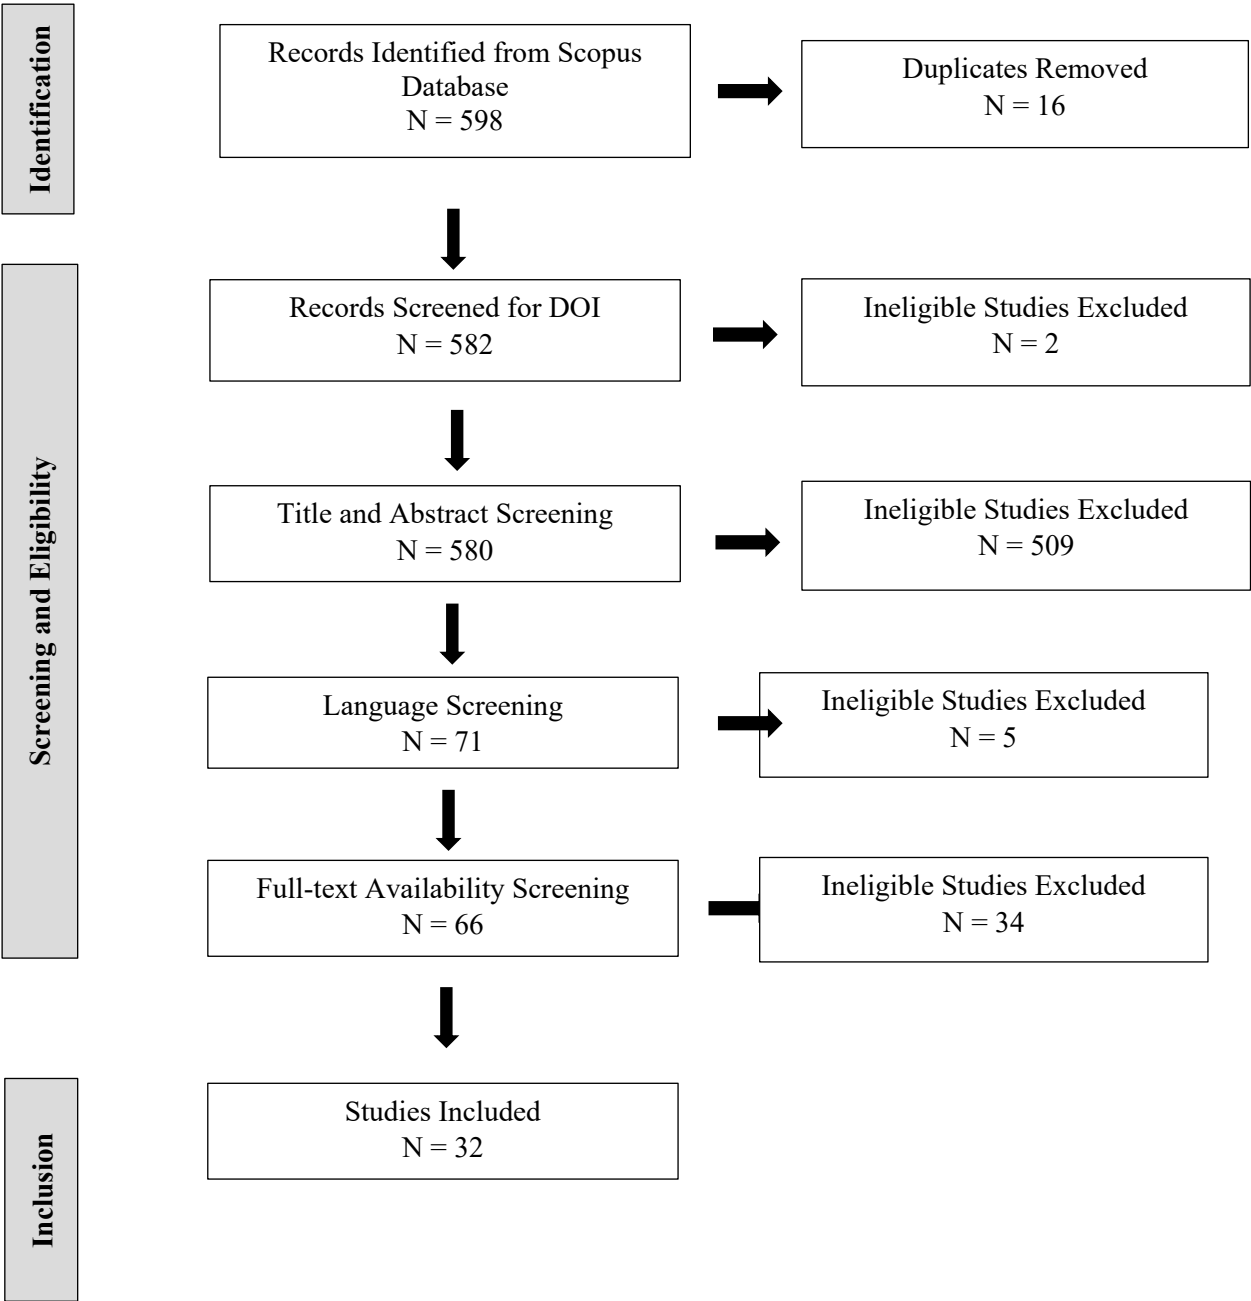 Identification
Records Identified from Scopus
Database
N = 598
Duplicates Removed
N = 16
Screening and Eligibility
Records Screened for DOI
N = 582
Ineligible Studies Excluded
N = 2
Title and Abstract Screening
N = 580
Ineligible Studies Excluded
N = 509
Language Screening
N = 71
Ineligible Studies Excluded
N = 5
Full-text Availability Screening
N = 66
Ineligible Studies Excluded
N = 34
Inclusion
Studies Included
N = 32